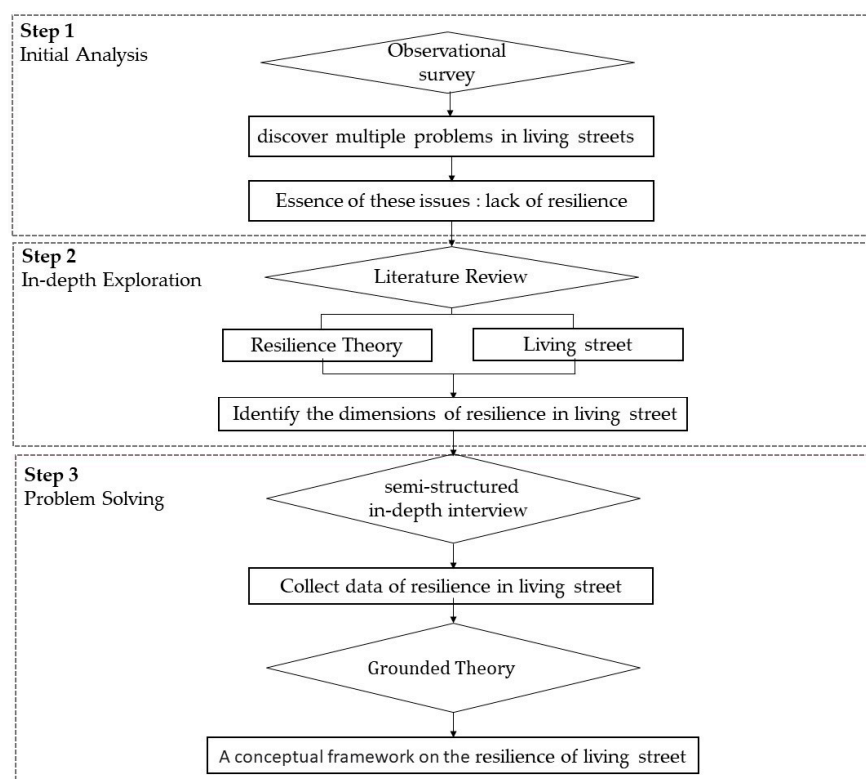 Step 1
Initial Analysis
Observational
survey
discover multiple problems in living streets
Essence of these issues : lack of resilience
Step 2
In-depth Exploration
Literature Review
Resilience Theory
Living street
Identify the dimensions of resilience in living street
Step 3
Problem Solving
semi-structured
in-depth interview
Collect data of resilience in living street
Grounded Theory
A conceptual framework on the resilience of living street